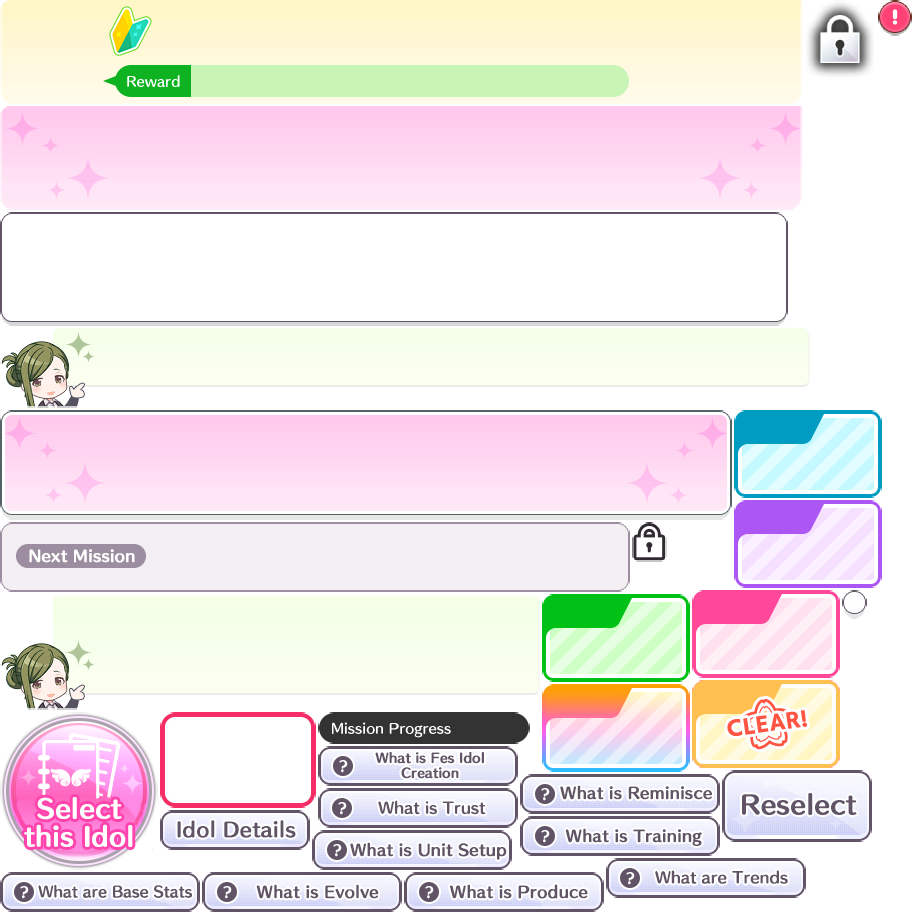 Reward
Next Mission
CLEAR!
Select
this Idol
Idol Details
Mission Progress
What is Fes Idol
Creation
What is Trust
What is Unit Setup
What is Reminisce
What is Training
Reselect
What are Trends
What are Base Stats
What is Evolve
What is Produce